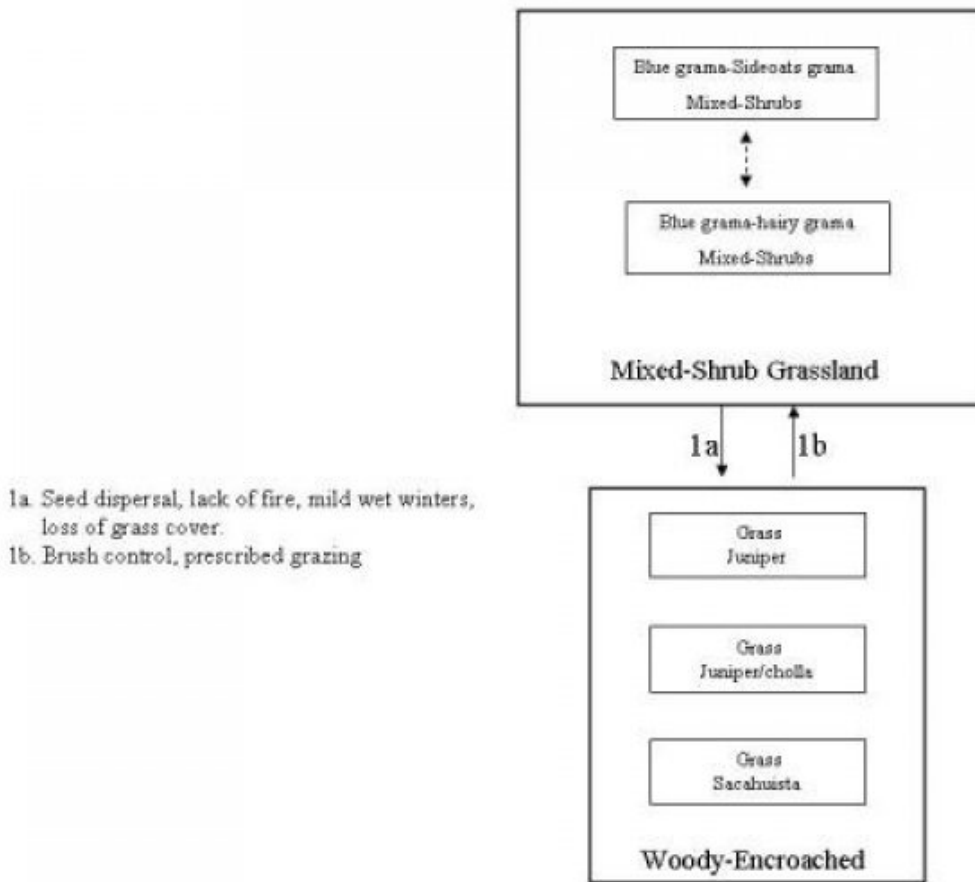 Blue grama-Sideoats grama
Mixed-Shrubs
Blue grama-hairy grama
Mixed-Shrubs
Mixed-Shrub Grassland
1a
1b
1a. Seed dispersal, lack of fire, mild wet winters,
loss of grass cover.
1b. Brush control, prescribed grazing
Grass
Juniper
Grass
Juniper/cholla
Grass
Sacahuista
Woody-Encroached